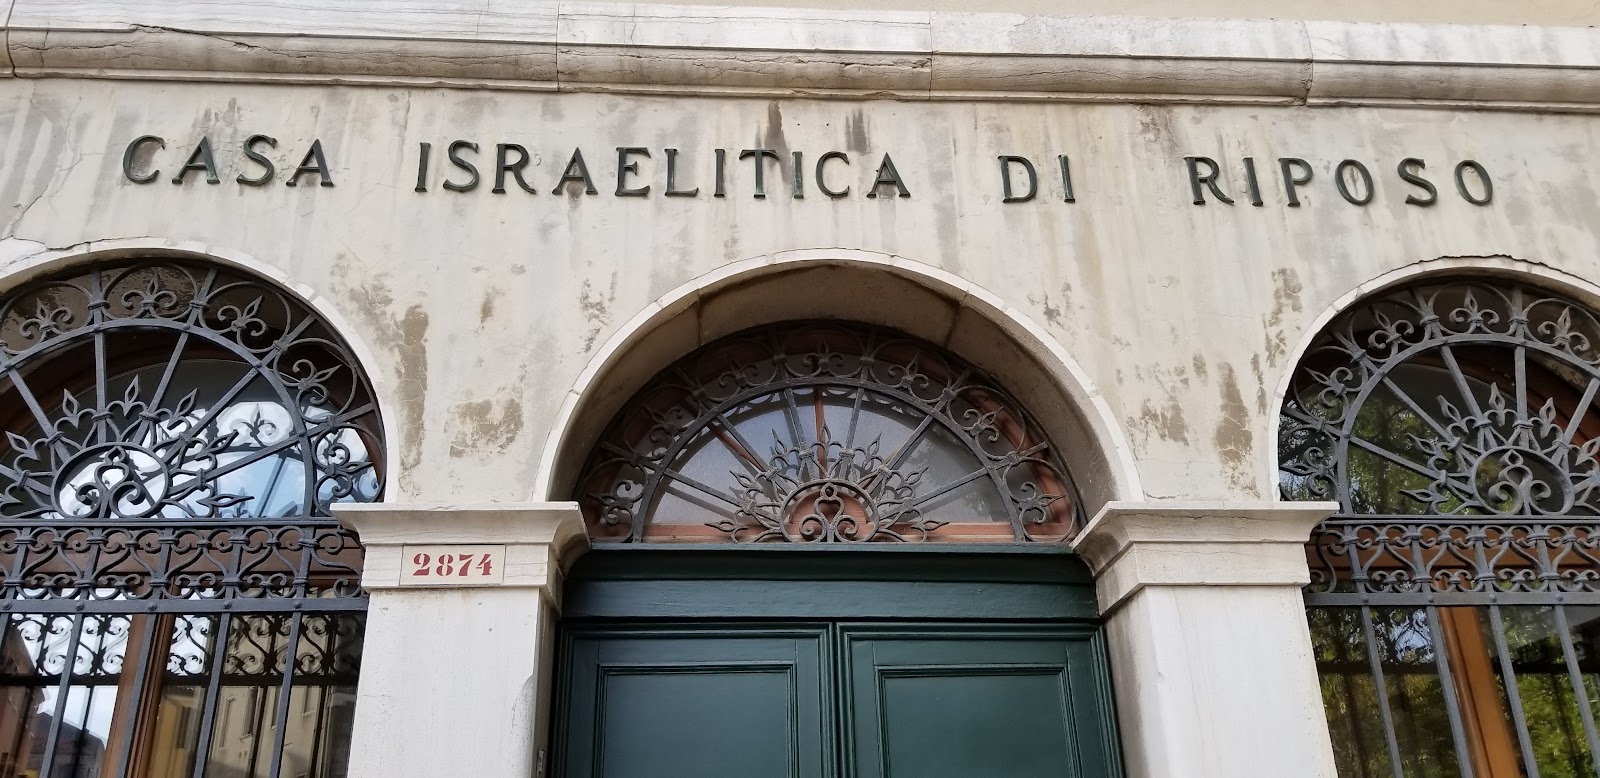 CASA ISRAELITICA DI RIPOSO
2874